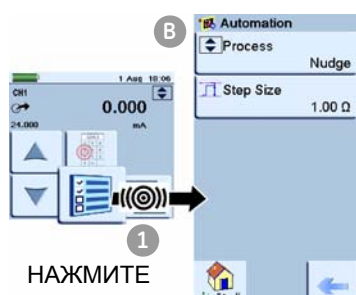 B
Automation
Process
Nudge
Step Size
1.00 Ω
1 Aug 18:06
CH1
0.000
24.000
mA
1
НАЖМИТЕ